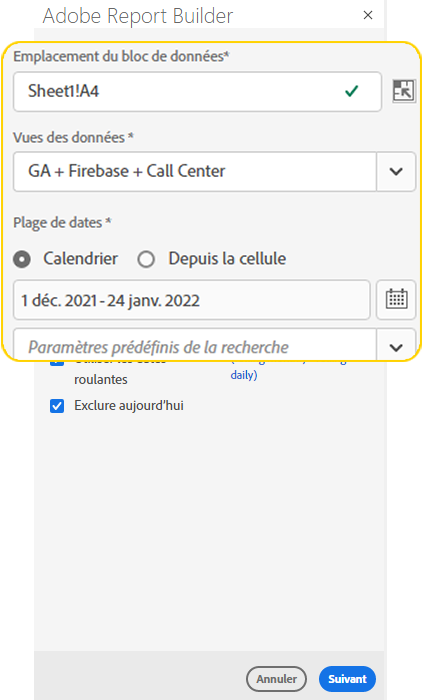 Adobe Report Builder
Emplacement du bloc de données*
Sheet1!A4
Vues des données *
GA + Firebase + Call Center
Plage de dates *
Calendrier Depuis la cellule
1 déc. 2021 - 24 janv. 2022
Paramètres prédéfinis de la recherche
roulantes
daily)
Exclure aujourd'hui
Annuler Suivant